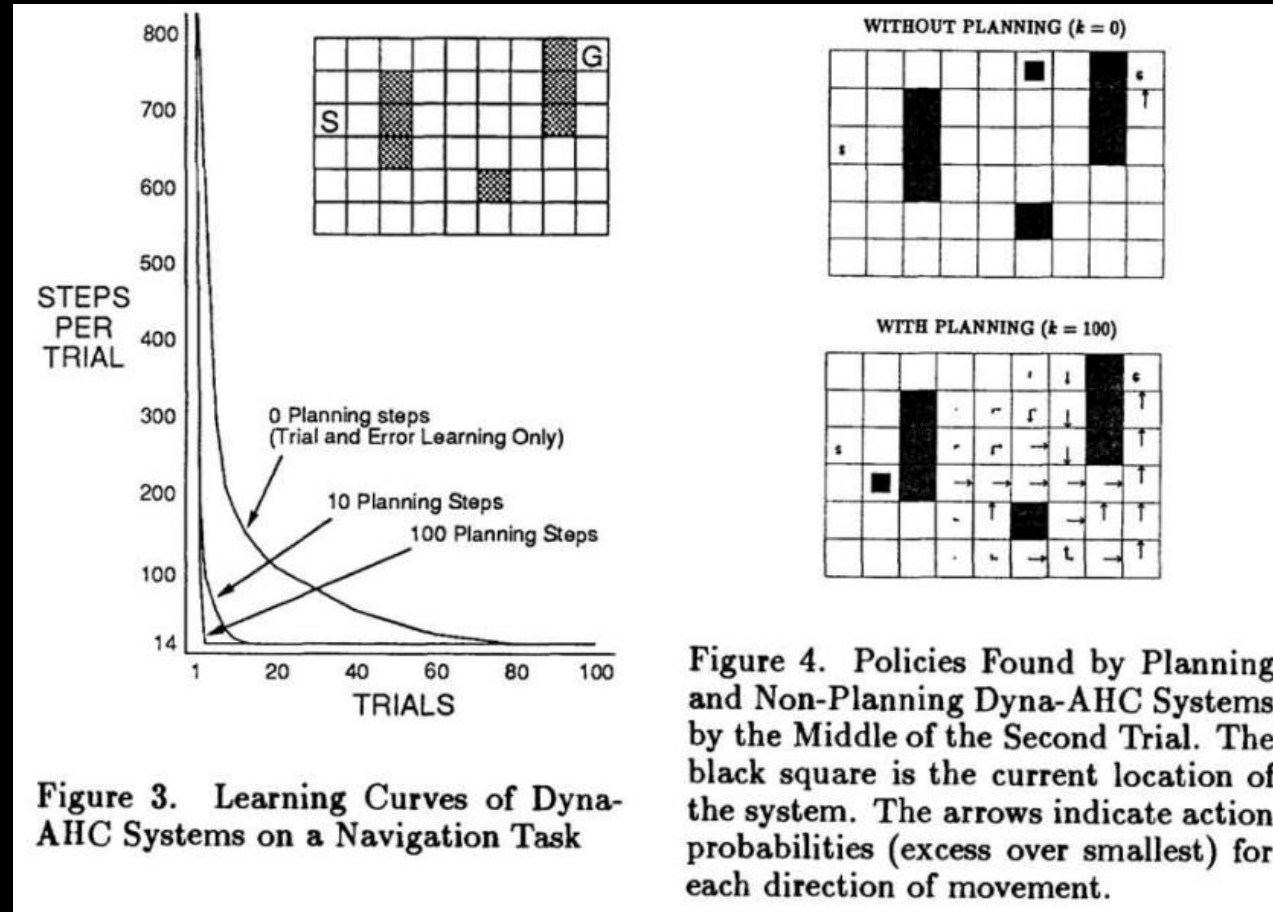 800
700
600
500
400
300
200
100
14
STEPS
PER
TRIAL
S
G
0 Planning steps
(Trial and Error Learning Only)
10 Planning Steps
100 Planning Steps
1 20 40 60 80 100
TRIALS
Figure 3. Learning Curves of Dyna-
AHC Systems on a Navigation Task
WITHOUT PLANNING (k = 0)
G
S
WITH PLANNING (k = 100)
G
S
Figure 4. Policies Found by Planning
and Non-Planning Dyna-AHC Systems
by the Middle of the Second Trial. The
black square is the current location of
the system. The arrows indicate action
probabilities (excess over smallest) for
each direction of movement.